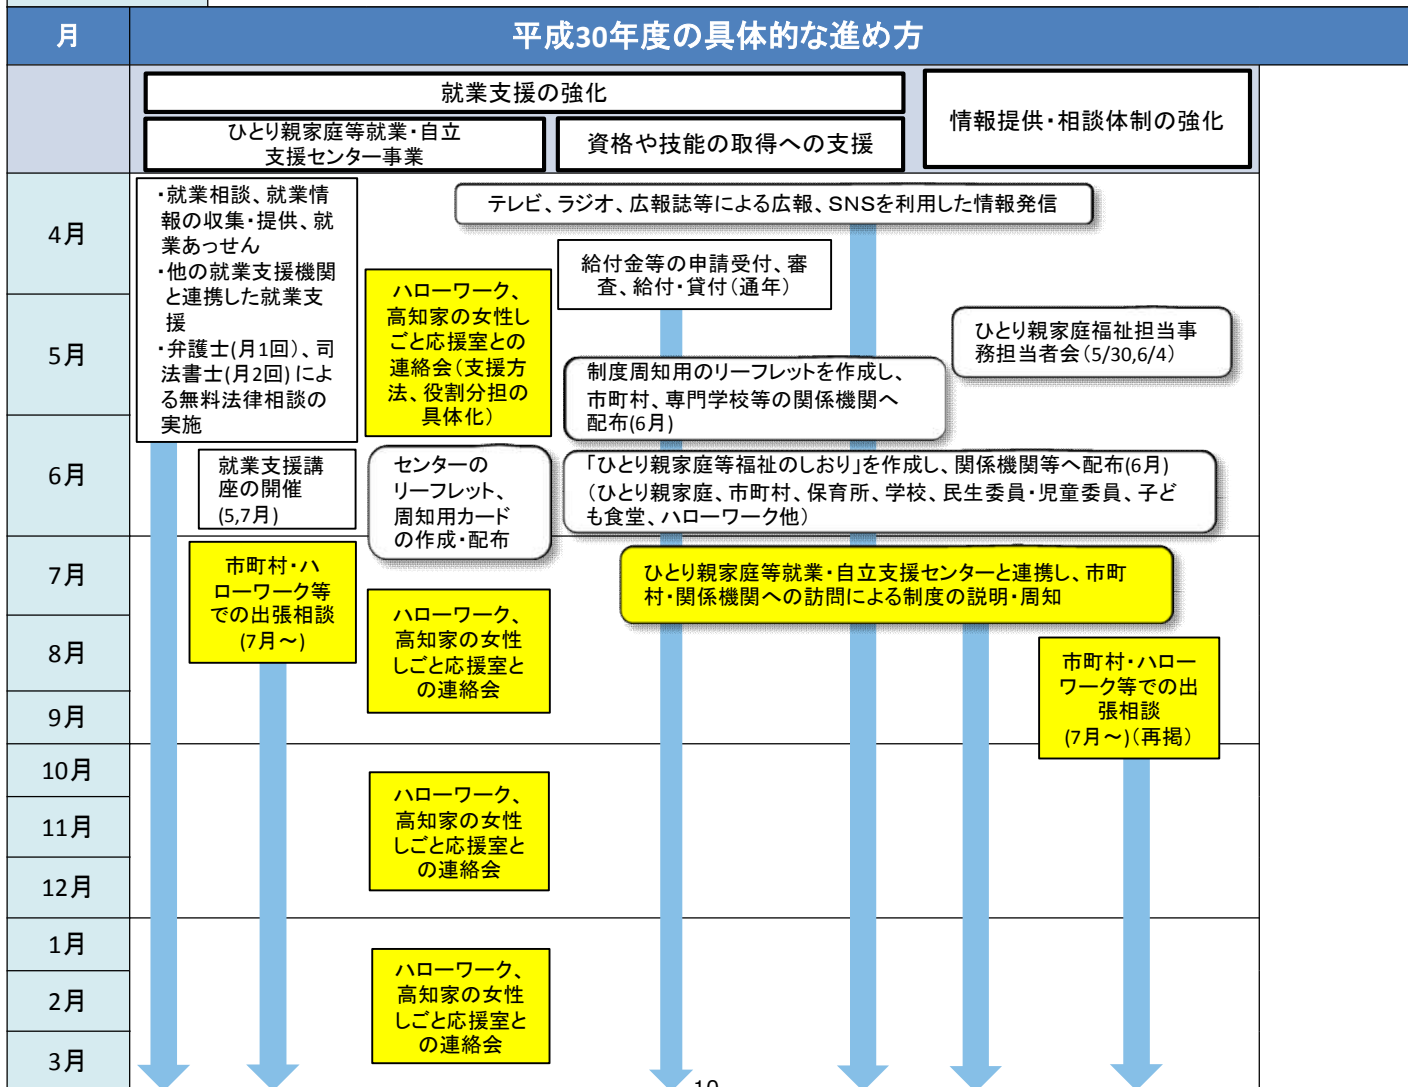 月
平成30年度の具体的な進め方
就業支援の強化
情報提供・相談体制の強化
ひとり親家庭等就業・自立
支援センター事業
資格や技能の取得への支援
4月
5月
6月
7月
8月
9月
10月
11月
12月
1月
2月
3月
・就業相談、就業情
報の収集・提供、就
業あっせん
・他の就業支援機関
と連携した就業支
援
・弁護士(月1回)、司
法書士(月2回)によ
る無料法律相談の
実施
テレビ、ラジオ、広報誌等による広報、SNSを利用した情報発信
ハローワーク、
高知家の女性し
ごと応援室との
連絡会(支援方
法、役割分担の
具体化)
給付金等の申請受付、審
査、給付・貸付(通年)
ひとり親家庭福祉担当事
務担当者会(5/30,6/4)
制度周知用のリーフレットを作成し、
市町村、専門学校等の関係機関へ
配布(6月)
就業支援講
座の開催
(5,7月)
センターの
リーフレット、
周知用カード
の作成・配布
「ひとり親家庭等福祉のしおり」を作成し、関係機関等へ配布(6月)
(ひとり親家庭、市町村、保育所、学校、民生委員・児童委員、子ど
も食堂、ハローワーク他)
市町村・ハ
ローワーク等
での出張相談
(7月~)
ひとり親家庭等就業・自立支援センターと連携し、市町
村・関係機関への訪問による制度の説明・周知
ハローワーク、
高知家の女性
しごと応援室と
の連絡会
市町村・ハロー
ワーク等での出
張相談
(7月~)(再掲)
ハローワーク、
高知家の女性
しごと応援室と
の連絡会
ハローワーク、
高知家の女性
しごと応援室と
の連絡会